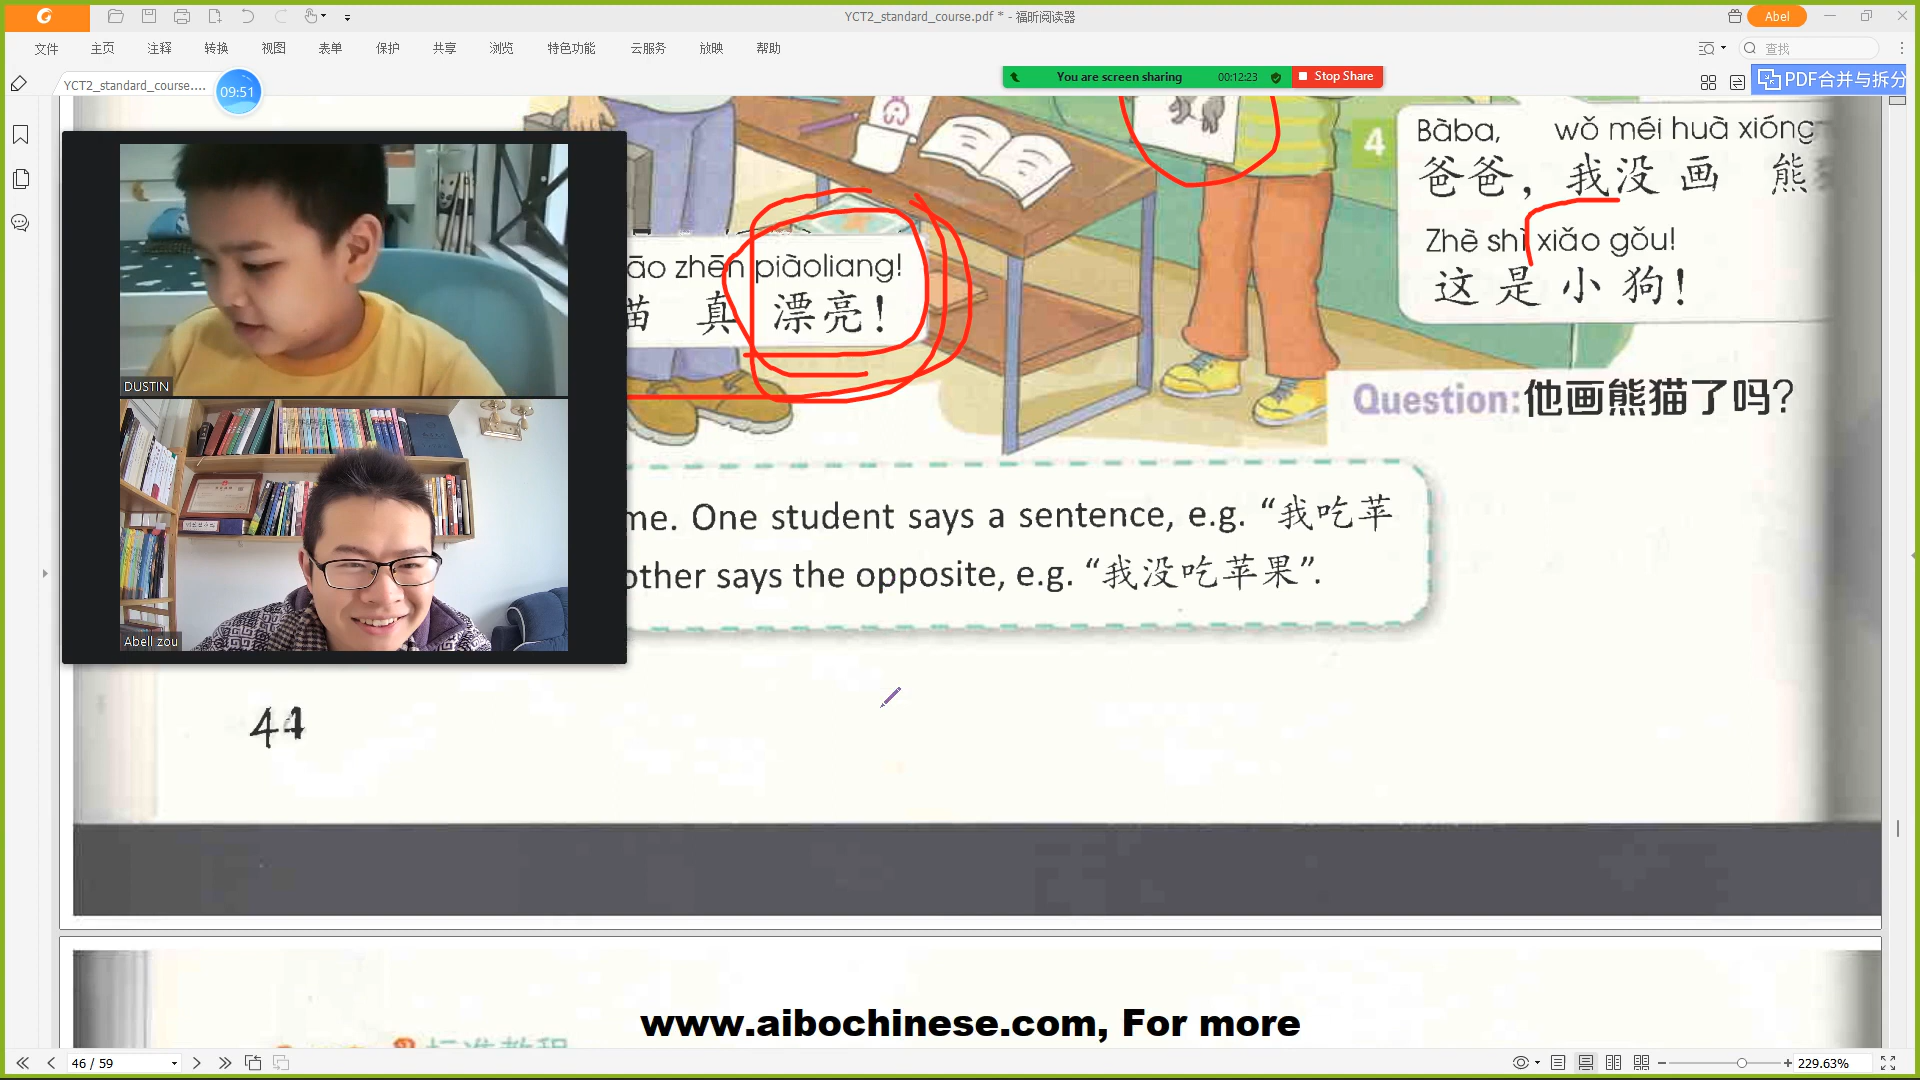 YCT2_standard_course.pdf * - 福昕阅读器
Abel
文件 主页 注释 转换 视图 表单 保护 共享 浏览 特色功能 云服务 放映 帮助
查找
YCT2_standard_course....
09:51
You are screen sharing 00:12:23 Stop Share
PDF合并与拆分
4
Bàba, wǒ méi huà xióng
爸爸，我没画熊
Zhè shì xiǎo gǒu!
这是小狗！
āo zhēn piàoliang!
猫真漂亮！
Question:他画熊猫了吗?
DUSTIN
Abell zou
me. One student says a sentence, e.g. “我吃苹
other says the opposite, e.g. “我没吃苹果”.
44
标准教程
www.aibochinese.com, For more
46 / 59
229.63%